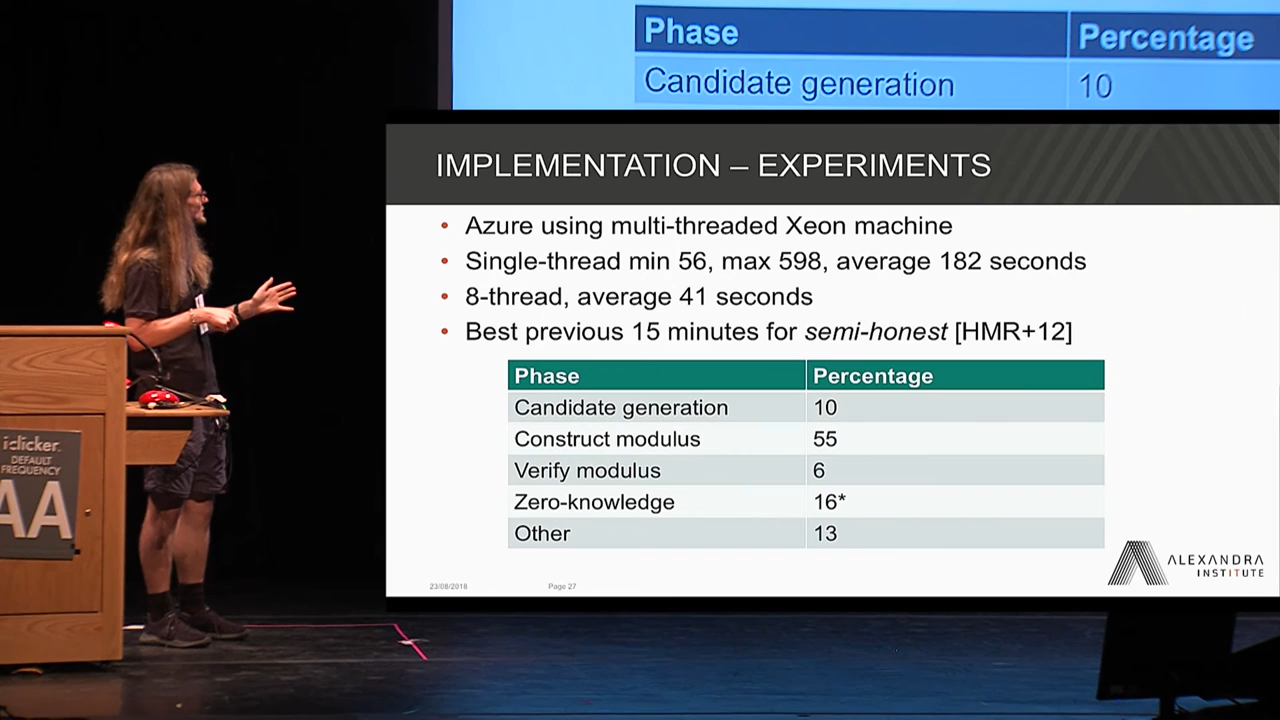 Phase Percentage
Candidate generation 10
IMPLEMENTATION – EXPERIMENTS
• Azure using multi-threaded Xeon machine
• Single-thread min 56, max 598, average 182 seconds
• 8-thread, average 41 seconds
• Best previous 15 minutes for semi-honest [HMR+12]
Phase Percentage
Candidate generation 10
Construct modulus 55
Verify modulus 6
Zero-knowledge 16*
Other 13
ALEXANDRA
INSTITUTE
23/08/2018 Page 27
iclicker.
DEFAULT
FREQUENCY
AA